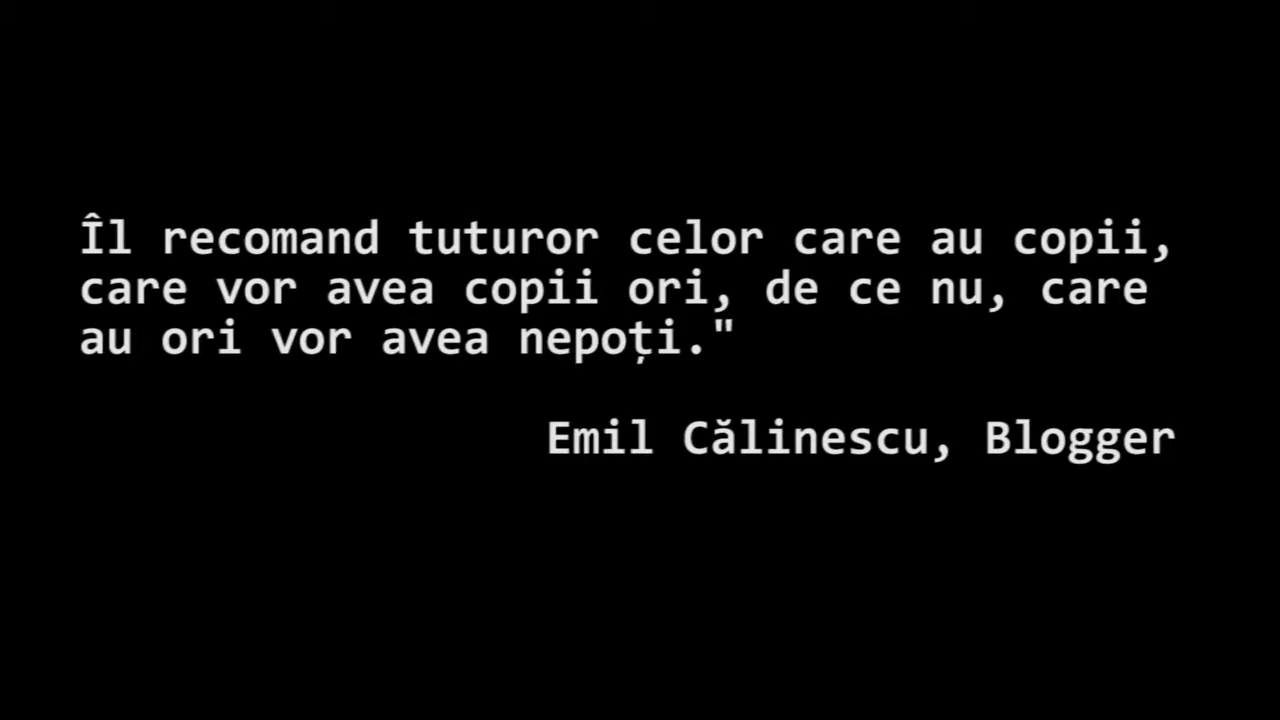 Îl recomand tuturor celor care au copii,
care vor avea copii ori, de ce nu, care
au ori vor avea nepoți."
Emil Călinescu, Blogger